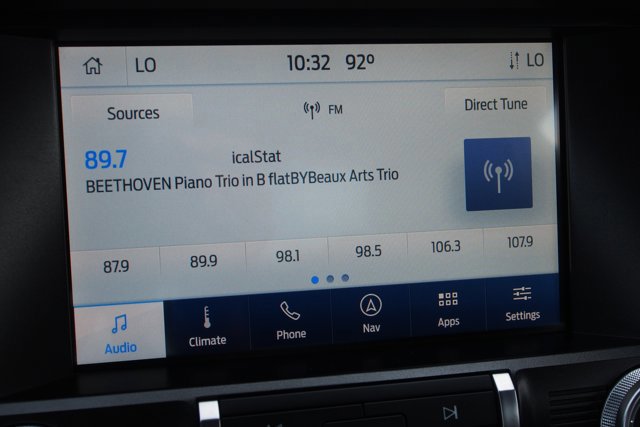 LO 10:32 92º LO
Sources FM Direct Tune
89.7 icalStat
BEETHOVEN Piano Trio in B flatBYBeaux Arts Trio
87.9 89.9 98.1 98.5 106.3 107.9
Audio Climate Phone Nav Apps Settings